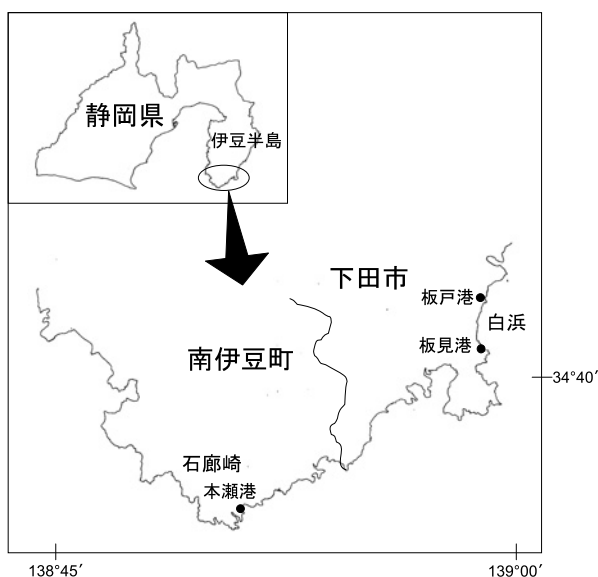 静岡県
伊豆半島
下田市
板戸港
白浜
板見港
南伊豆町
34°40′
石廊崎
本瀬港
138°45′
139°00′